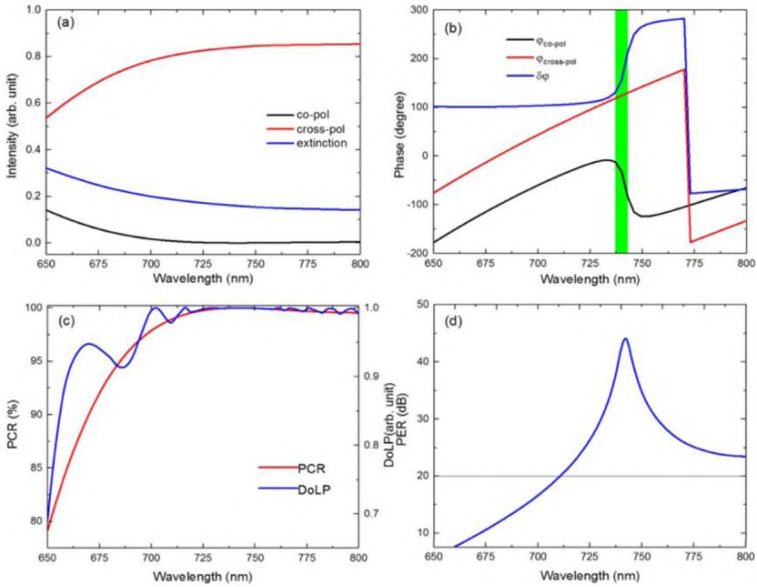 (a)
Intensity (arb. unit)
1.0
0.8
0.6
0.4
0.2
0.0
co-pol
cross-pol
extinction
650 675 700 725 750 775 800
Wavelength (nm)
(b)
Phase (degree)
300
200
100
0
-100
-200
φco-pol
φcross-pol
δφ
650 675 700 725 750 775 800
Wavelength (nm)
(c)
PCR (%)
100
95
90
85
80
PCR
DoLP
1.0
0.9
0.8
0.7
DoLP(arb. unit)
650 675 700 725 750 775 800
Wavelength (nm)
(d)
PER (dB)
50
40
30
20
10
650 675 700 725 750 775 800
Wavelength (nm)